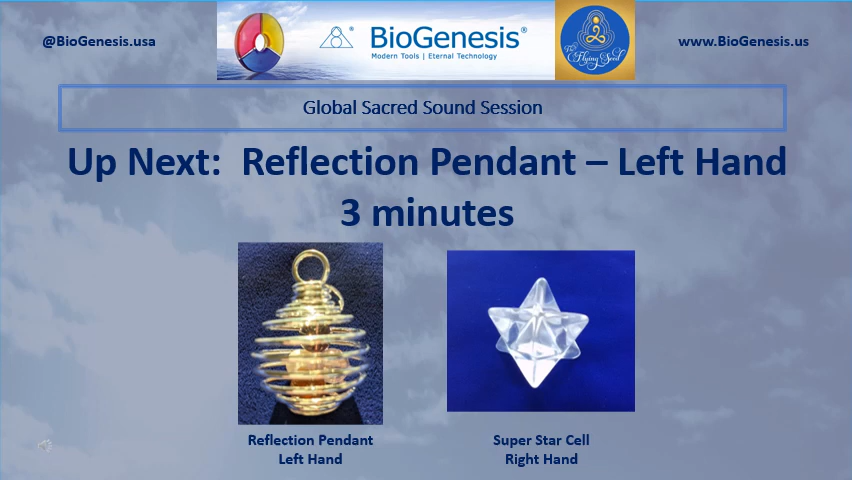 @BioGenesis.usa
BioGenesis®
Modern Tools | Eternal Technology
The Flying Seed
www.BioGenesis.us
Global Sacred Sound Session
Up Next:  Reflection Pendant – Left Hand
3 minutes
Reflection Pendant
Left Hand
Super Star Cell
Right Hand